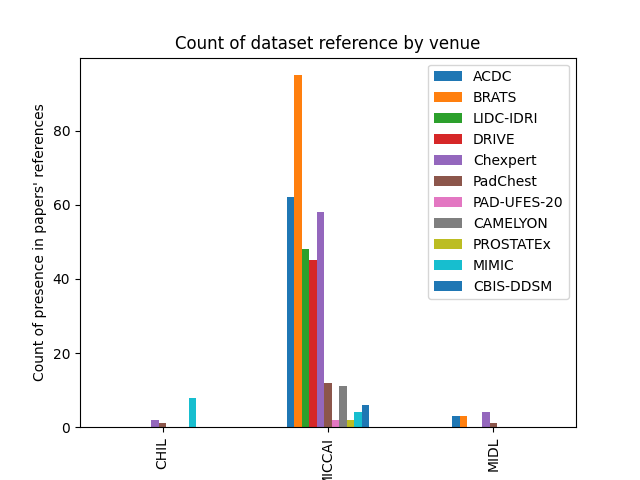 Count of dataset reference by venue
Count of presence in papers' references
80
60
40
20
0
ACDC
BRATS
LIDC-IDRI
DRIVE
Chexpert
PadChest
PAD-UFES-20
CAMELYON
PROSTATEx
MIMIC
CBIS-DDSM
CHIL
MICCAI
MIDL